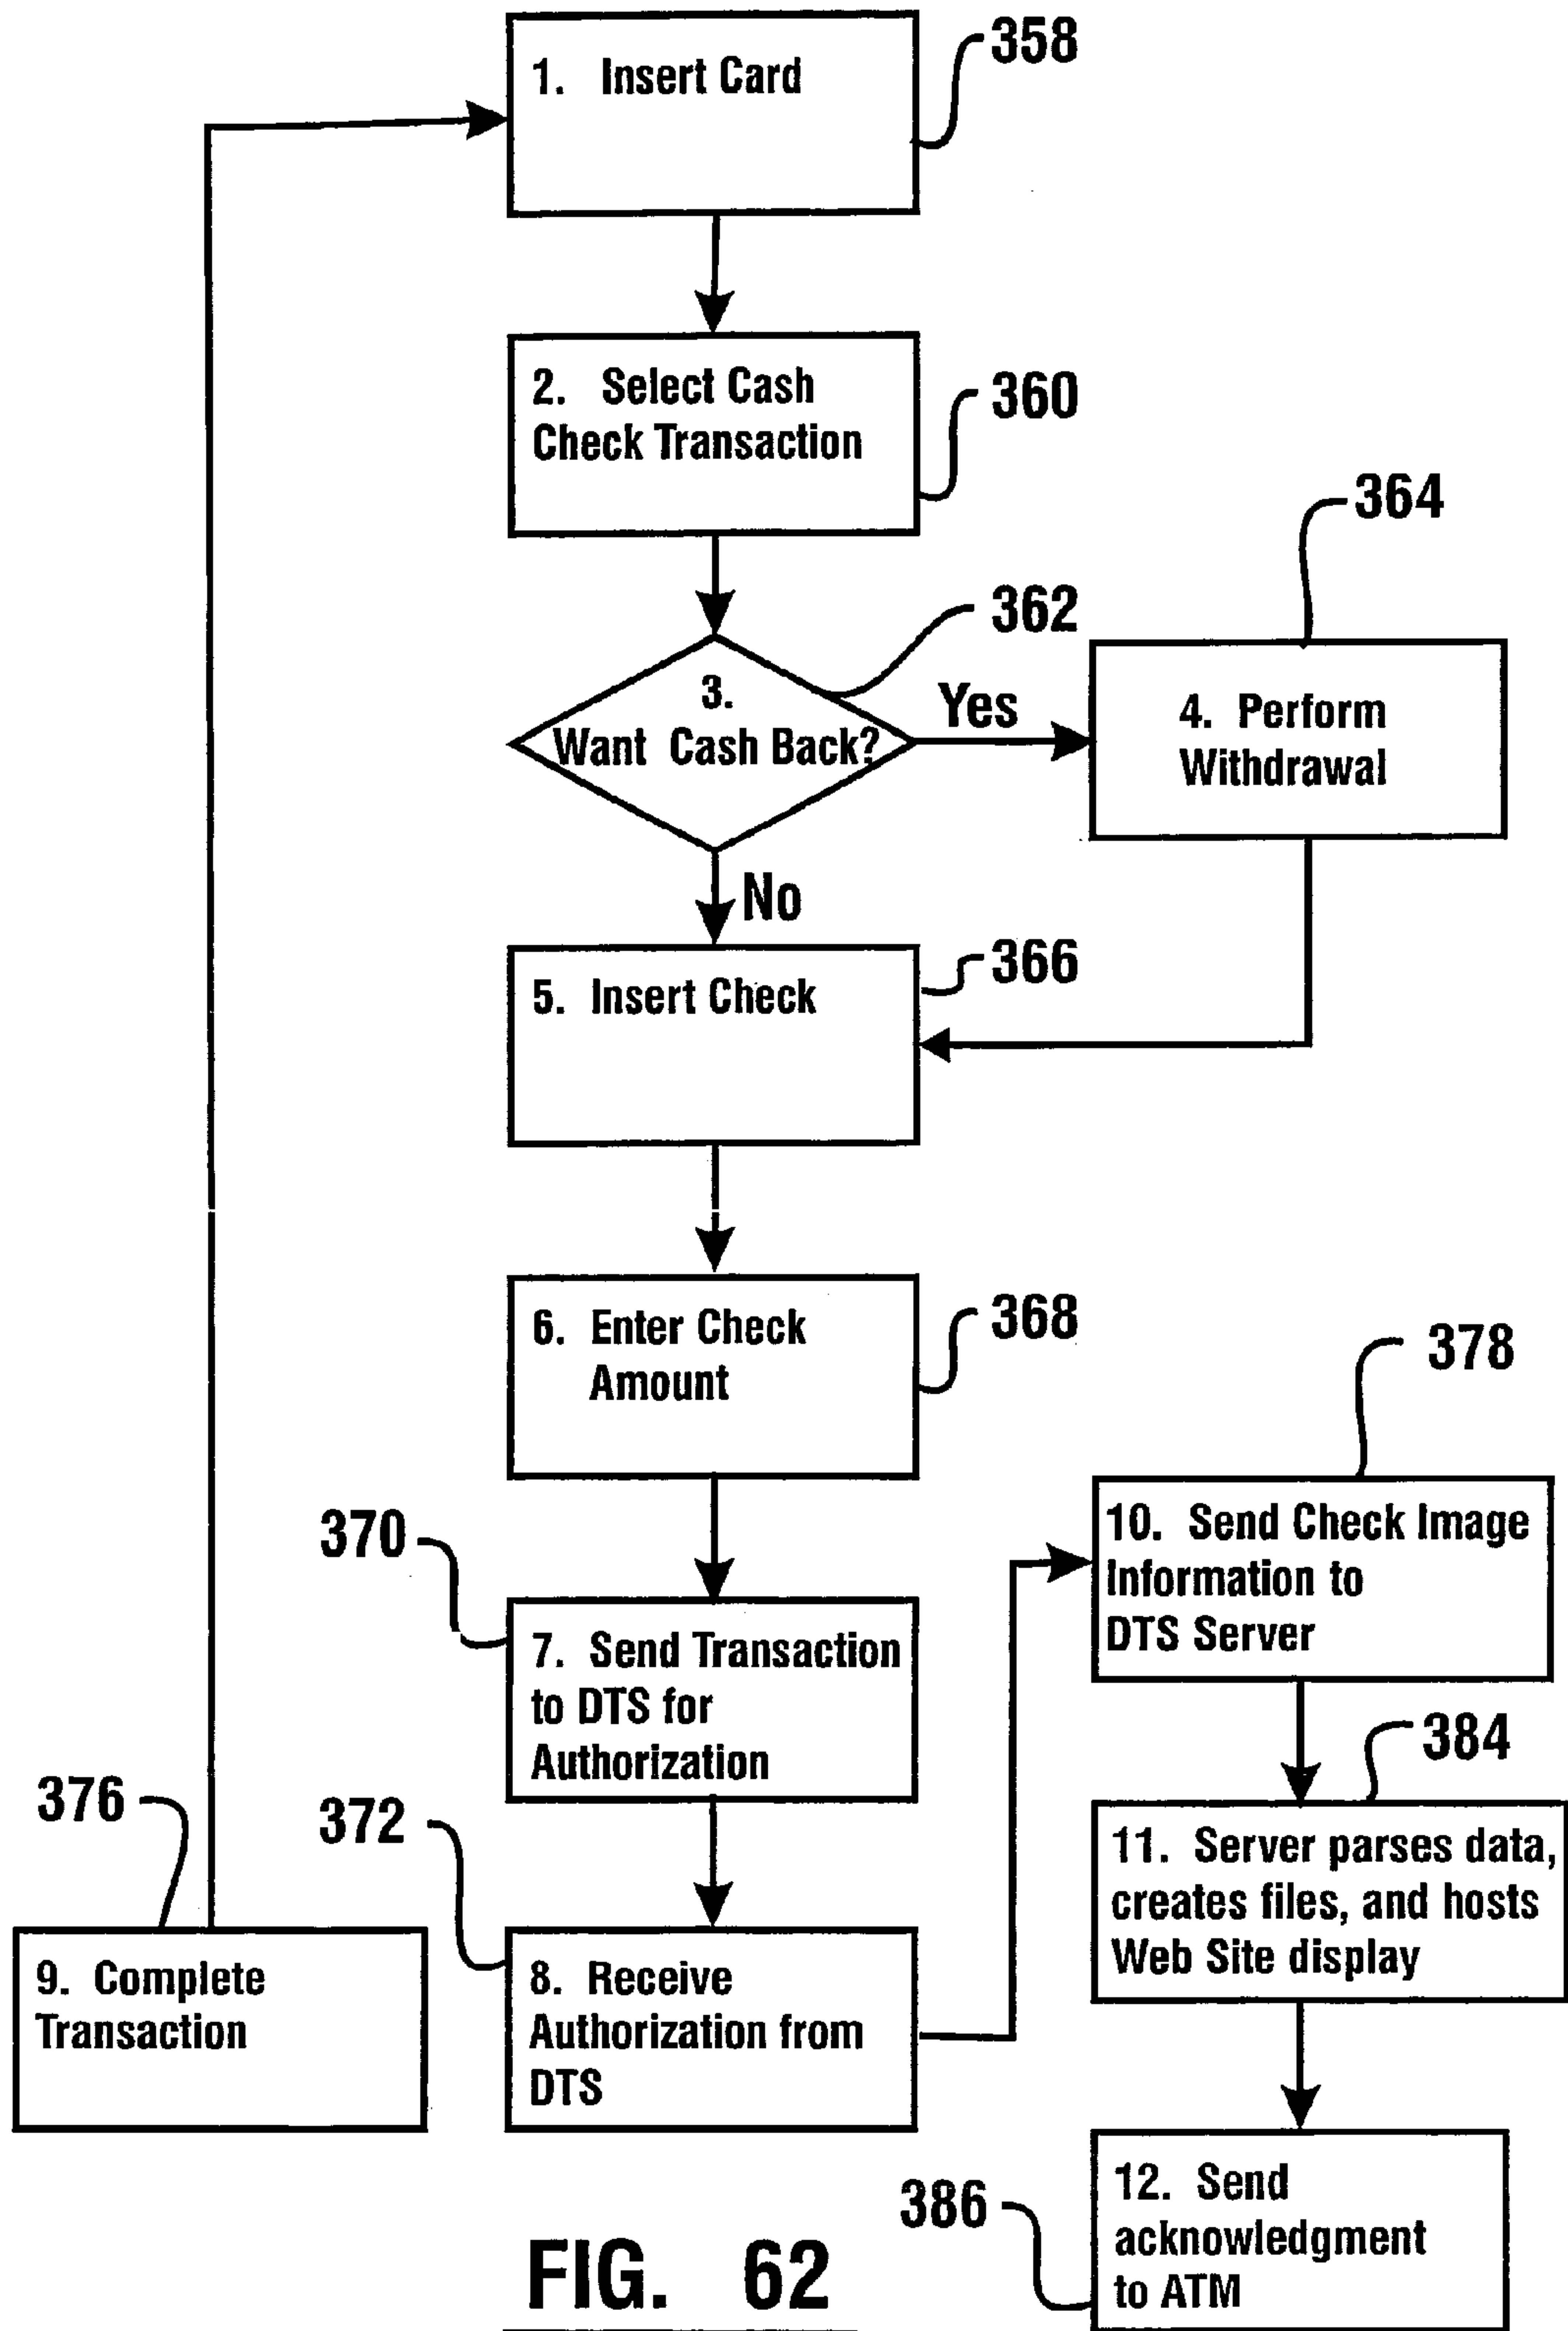 358
1. Insert Card
2. Select Cash
Check Transaction
360
364
362
3.
Want Cash Back?
Yes
4. Perform
Withdrawal
No
366
5. Insert Check
6. Enter Check
Amount
368
378
370
10. Send Check Image
Information to
DTS Server
7. Send Transaction
to DTS for
Authorization
384
376
372
11. Server parses data,
creates files, and hosts
Web Site display
9. Complete
Transaction
8. Receive
Authorization from
DTS
386
12. Send
acknowledgment
to ATM
FIG. 62